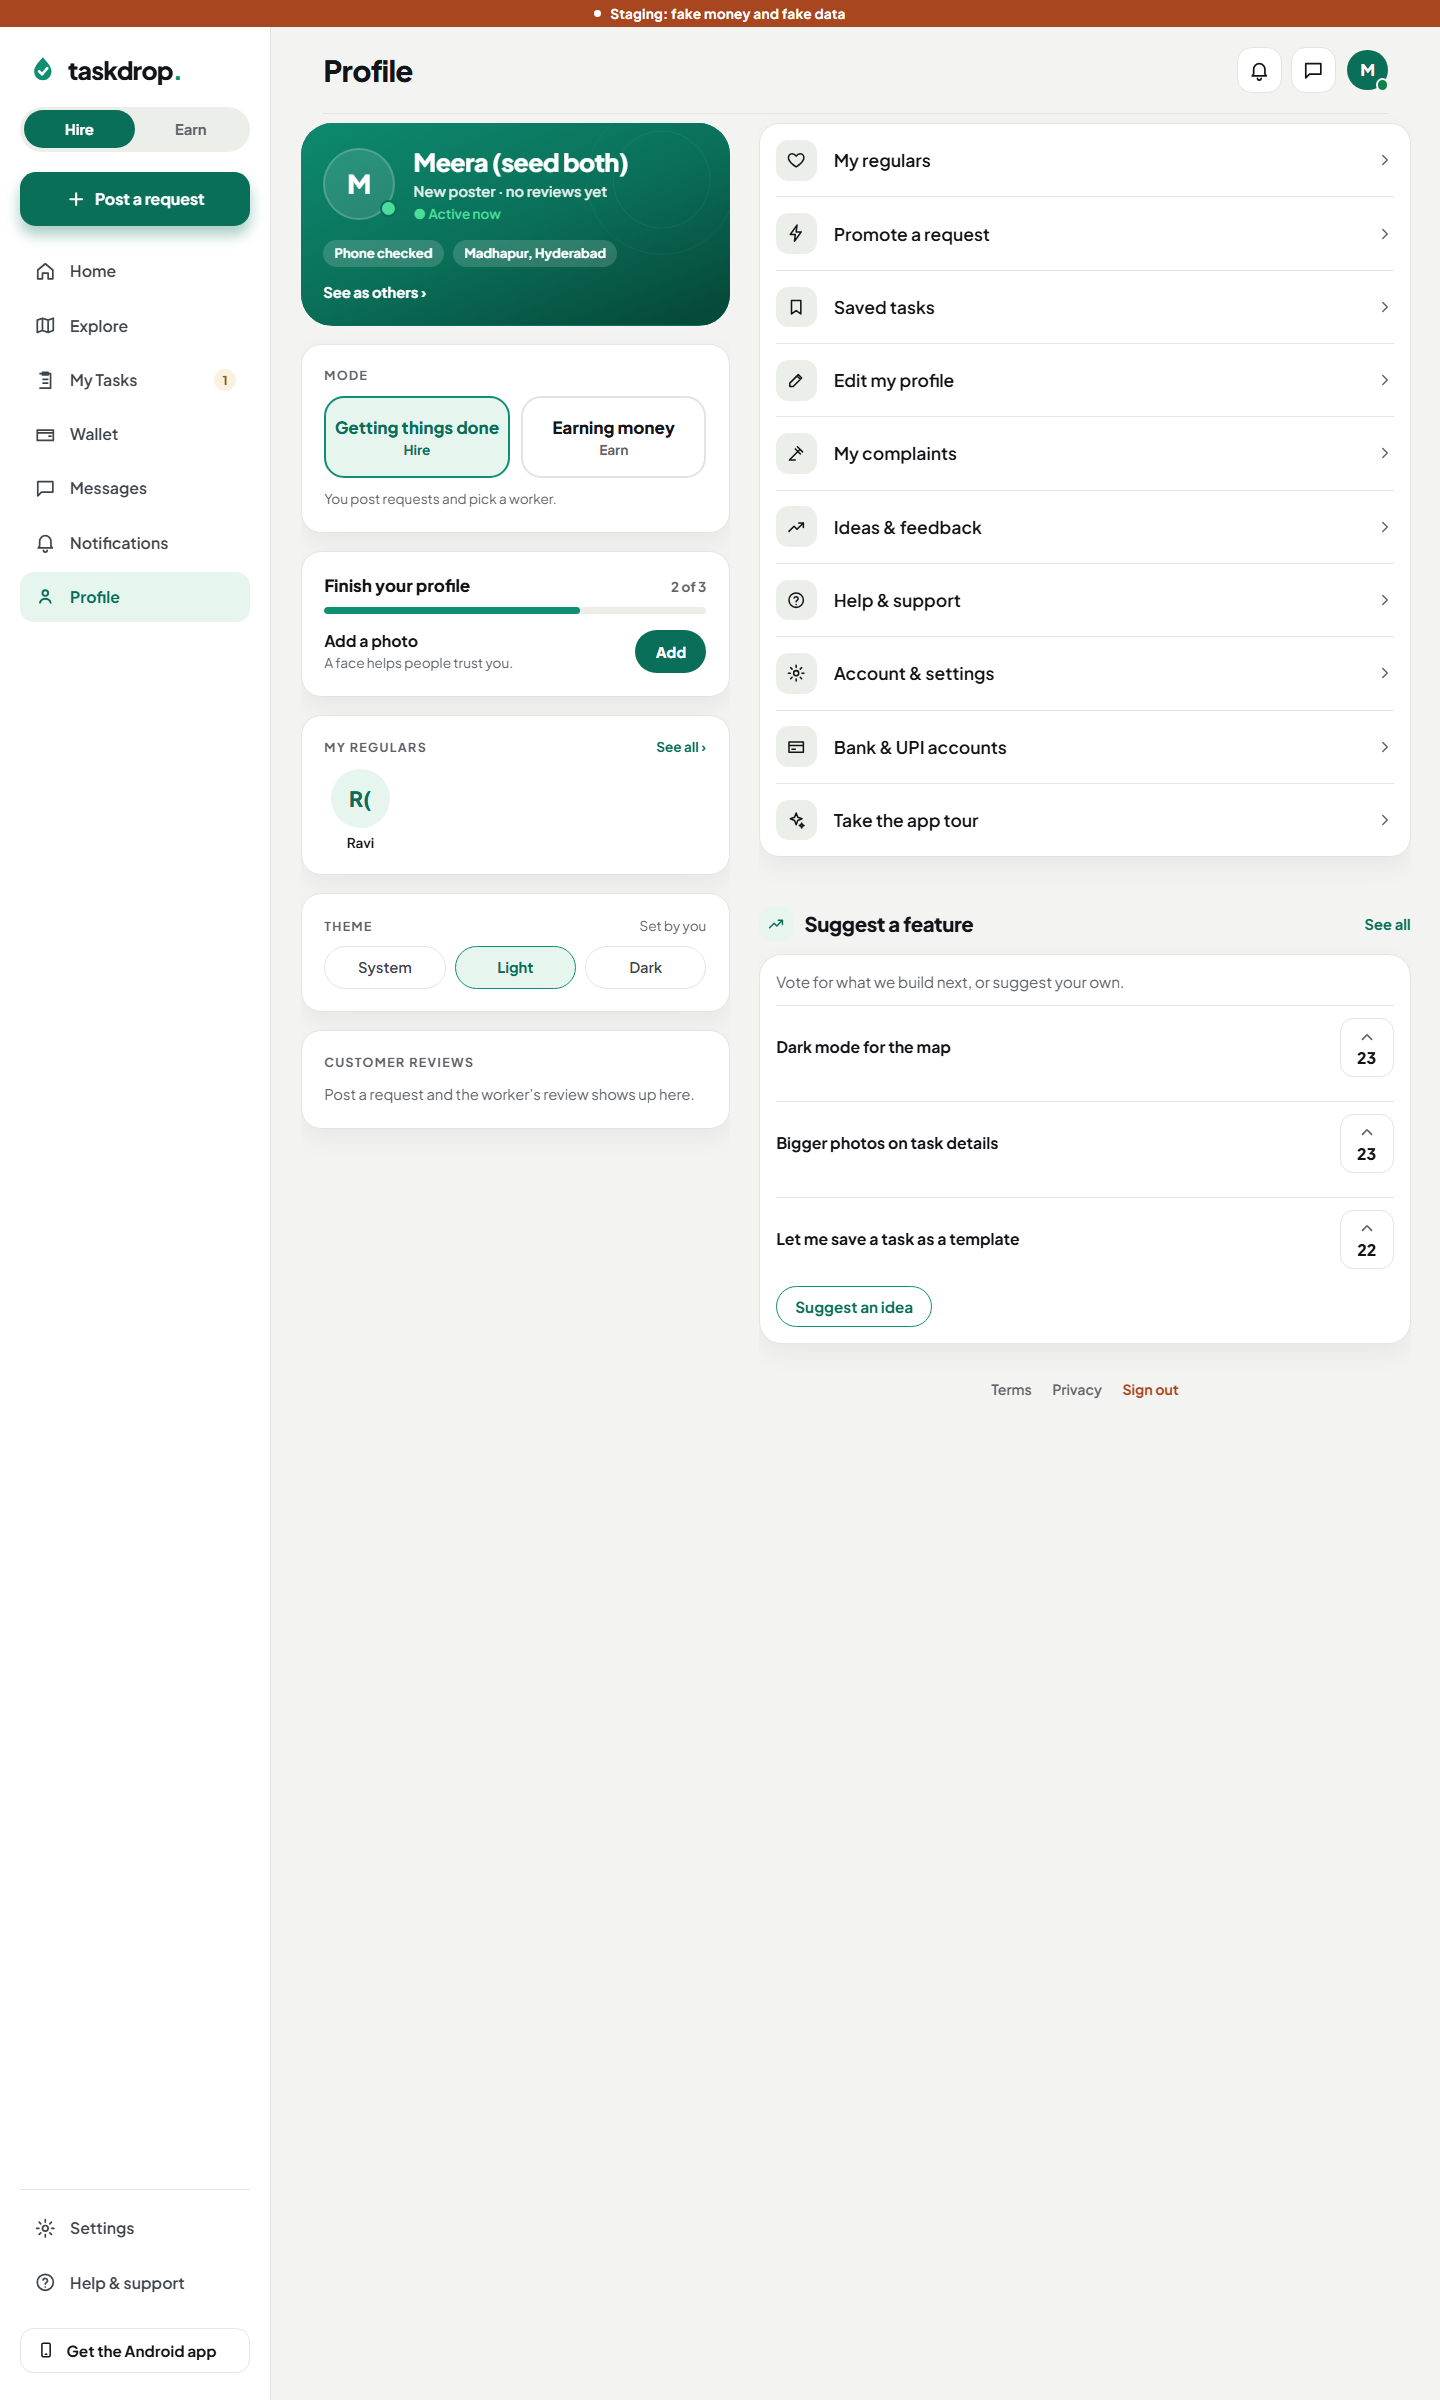 Staging: fake money and fake data
taskdrop.
Hire
Earn
Post a request
Home
Explore
My Tasks
1
Wallet
Messages
Notifications
Profile
Settings
Help & support
Get the Android app
Profile
M
M
Meera (seed both)
New poster · no reviews yet
Active now
Phone checked
Madhapur, Hyderabad
See as others ›
MODE
Getting things done
Hire
Earning money
Earn
You post requests and pick a worker.
Finish your profile
2 of 3
Add a photo
A face helps people trust you.
Add
MY REGULARS
See all ›
R(
Ravi
THEME
Set by you
System
Light
Dark
CUSTOMER REVIEWS
Post a request and the worker's review shows up here.
My regulars
Promote a request
Saved tasks
Edit my profile
My complaints
Ideas & feedback
Help & support
Account & settings
Bank & UPI accounts
Take the app tour
Suggest a feature
See all
Vote for what we build next, or suggest your own.
Dark mode for the map
23
Bigger photos on task details
23
Let me save a task as a template
22
Suggest an idea
Terms
Privacy
Sign out